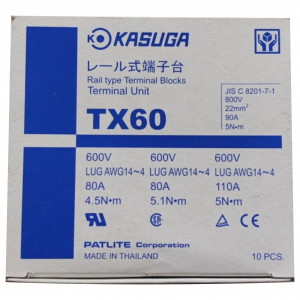 KASUGA
レール式端子台
Rail type Terminal Blocks
Terminal Unit
TX60
JIS C 8201-7-1
800V
22mm²
90A
5N•m
600V 600V 600V
LUG AWG14~4 LUG AWG14~4 LUG AWG14~4
80A 80A 110A
4.5N•m 5.1N•m 5N•m
PATLITE Corporation
MADE IN THAILAND
10 PCS.